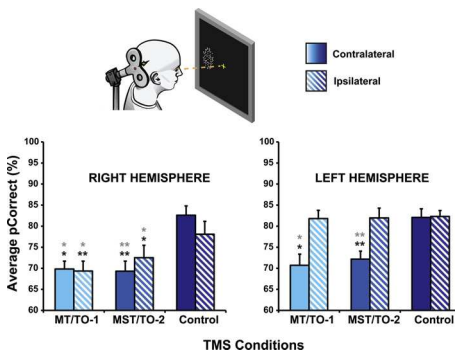 Contralateral
Ipsilateral
Average pCorrect (%)
100
95
90
85
80
75
70
65
60
RIGHT HEMISPHERE
* * ** *
* ** ** *
MT/TO-1 MST/TO-2 Control
100
95
90
85
80
75
70
65
60
LEFT HEMISPHERE
* **
* **
MT/TO-1 MST/TO-2 Control
TMS Conditions